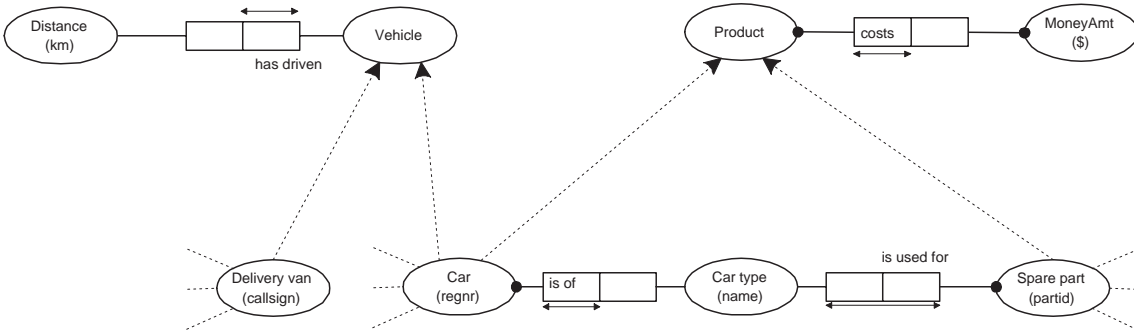 Distance
(km)
Vehicle
has driven
Product
costs
MoneyAmt
($)
Delivery van
(callsign)
Car
(regnr)
is of
Car type
(name)
is used for
Spare part
(partid)